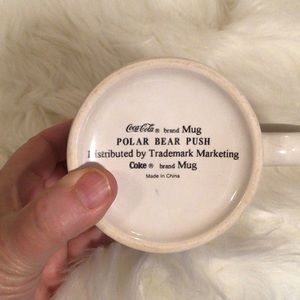 Coca-Cola ® brand Mug
POLAR BEAR PUSH
Distributed by Trademark Marketing
Coke ® brand Mug
Made In China